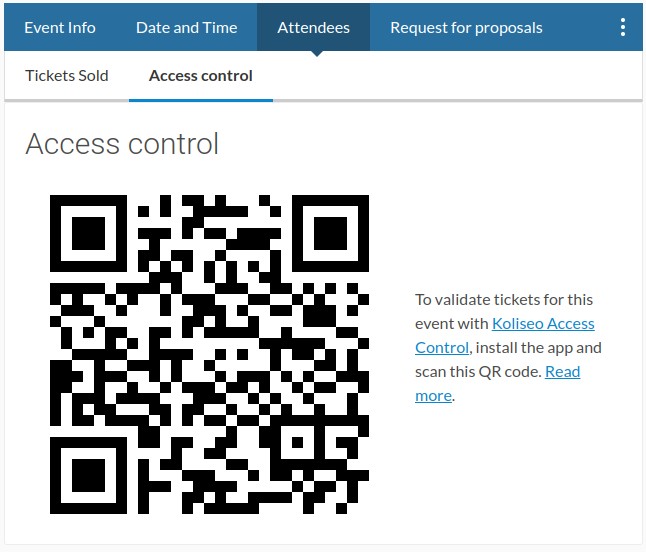 Event Info Date and Time Attendees Request for proposals
Tickets Sold Access control
Access control
To validate tickets for this
event with Koliseo Access
Control, install the app and
scan this QR code. Read
more.